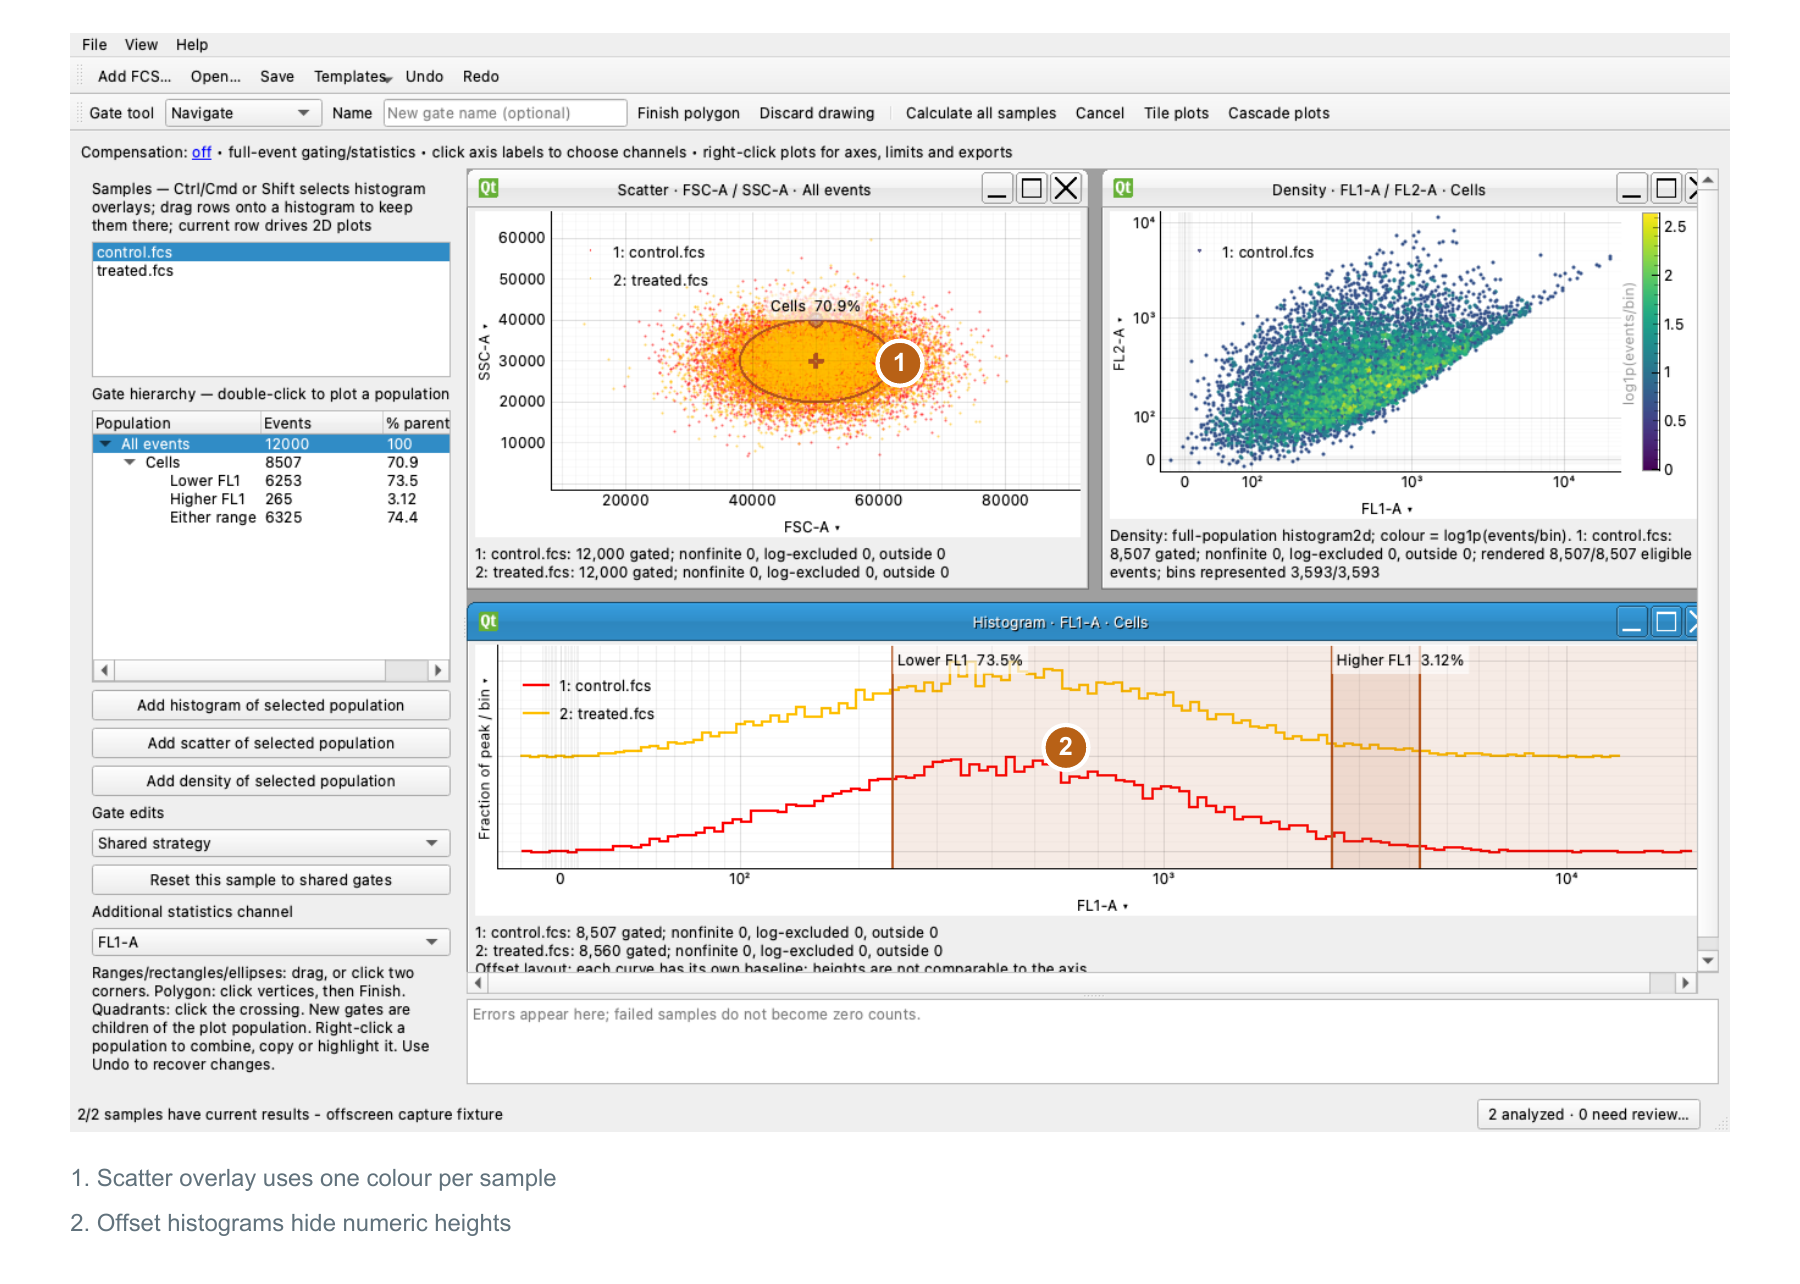 File View Help
Add FCS... Open... Save Templates Undo Redo
Gate tool Navigate Name New gate name (optional) Finish polygon Discard drawing Calculate all samples Cancel Tile plots Cascade plots
Compensation: off • full-event gating/statistics • click axis labels to choose channels • right-click plots for axes, limits and exports
Samples — Ctrl/Cmd or Shift selects histogram
overlays; drag rows onto a histogram to keep
them there; current row drives 2D plots
control.fcs
treated.fcs
Gate hierarchy — double-click to plot a population
Population Events % parent
All events 12000 100
Cells 8507 70.9
Lower FL1 6253 73.5
Higher FL1 265 3.12
Either range 6325 74.4
Add histogram of selected population
Add scatter of selected population
Add density of selected population
Gate edits
Shared strategy
Reset this sample to shared gates
Additional statistics channel
FL1-A
Ranges/rectangles/ellipses: drag, or click two
corners. Polygon: click vertices, then Finish.
Quadrants: click the crossing. New gates are
children of the plot population. Right-click a
population to combine, copy or highlight it. Use
Undo to recover changes.
Qt Scatter · FSC-A / SSC-A · All events
60000
50000
40000
30000
20000
10000
SSC-A
1: control.fcs
2: treated.fcs
Cells 70.9%
1
20000 40000 60000 80000
FSC-A
1: control.fcs: 12,000 gated; nonfinite 0, log-excluded 0, outside 0
2: treated.fcs: 12,000 gated; nonfinite 0, log-excluded 0, outside 0
Qt Density · FL1-A / FL2-A · Cells
10⁴
10³
10²
0
FL2-A
1: control.fcs
0 10² 10³ 10⁴
FL1-A
log1p(events/bin)
2.5
2
1.5
1
0.5
0
Density: full-population histogram2d; colour = log1p(events/bin). 1: control.fcs:
8,507 gated; nonfinite 0, log-excluded 0, outside 0; rendered 8,507/8,507 eligible
events; bins represented 3,593/3,593
Qt Histogram · FL1-A · Cells
Fraction of peak / bin
1: control.fcs
2: treated.fcs
Lower FL1 73.5%
Higher FL1 3.12%
2
0 10² 10³ 10⁴
FL1-A
1: control.fcs: 8,507 gated; nonfinite 0, log-excluded 0, outside 0
2: treated.fcs: 8,560 gated; nonfinite 0, log-excluded 0, outside 0
Offset layout: each curve has its own baseline; heights are not comparable to the axis
Errors appear here; failed samples do not become zero counts.
2/2 samples have current results - offscreen capture fixture
2 analyzed · 0 need review...
1. Scatter overlay uses one colour per sample
2. Offset histograms hide numeric heights